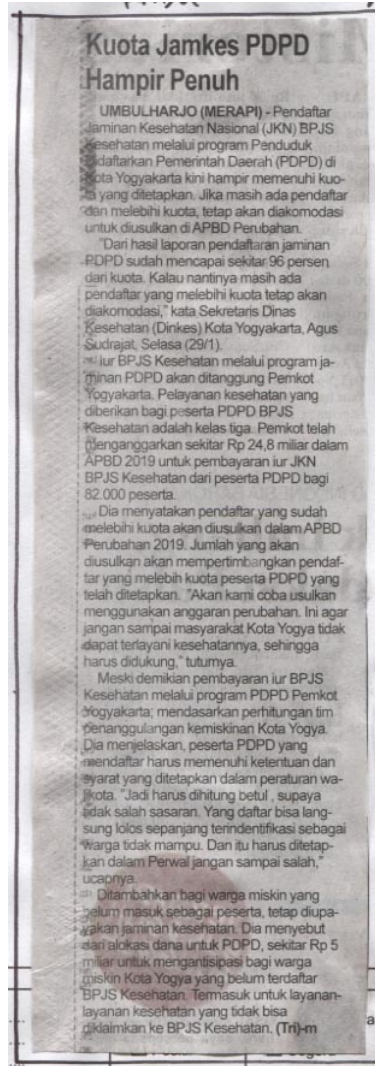 Kuota Jamkes PDPD
Hampir Penuh
UMBULHARJO (MERAPI) - Pendaftar
Jaminan Kesehatan Nasional (JKN) BPJS
Kesehatan melalui program Penduduk
Didaftarkan Pemerintah Daerah (PDPD) di
Kota Yogyakarta kini hampir memenuhi kuo-
ta yang ditetapkan. Jika masih ada pendaftar
dan melebihi kuota, tetap akan diakomodasi
untuk diusulkan di APBD Perubahan.
"Dari hasil laporan pendaftaran jaminan
PDPD sudah mencapai sekitar 96 persen
dari kuota. Kalau nantinya masih ada
pendaftar yang melebihi kuota tetap akan
diakomodasi," kata Sekretaris Dinas
Kesehatan (Dinkes) Kota Yogyakarta, Agus
Sudrajat, Selasa (29/1).
Iur BPJS Kesehatan melalui program ja-
minan PDPD akan ditanggung Pemkot
Yogyakarta. Pelayanan kesehatan yang
diberikan bagi peserta PDPD BPJS
Kesehatan adalah kelas tiga. Pemkot telah
menganggarkan sekitar Rp 24,8 miliar dalam
APBD 2019 untuk pembayaran iur JKN
BPJS Kesehatan dari peserta PDPD bagi
82.000 peserta.
Dia menyatakan pendaftar yang sudah
melebihi kuota akan diusulkan dalam APBD
Perubahan 2019. Jumlah yang akan
diusulkan akan mempertimbangkan pendaf-
tar yang melebih kuota peserta PDPD yang
telah ditetapkan. "Akan kami coba usulkan
menggunakan anggaran perubahan. Ini agar
jangan sampai masyarakat Kota Yogya tidak
dapat terlayani kesehatannya, sehingga
harus didukung," tuturnya.
Meski demikian pembayaran iur BPJS
Kesehatan melalui program PDPD Pemkot
Yogyakarta, mendasarkan perhitungan tim
penanggulangan kemiskinan Kota Yogya.
Dia menjelaskan, peserta PDPD yang
mendaftar harus memenuhi ketentuan dan
syarat yang ditetapkan dalam peraturan wa-
likota. "Jadi harus dihitung betul , supaya
tidak salah sasaran. Yang daftar bisa lang-
sung lolos sepanjang terindentifikasi sebagai
warga tidak mampu. Dan itu harus ditetap-
kan dalam Perwal jangan sampai salah,"
ucapnya.
Ditambahkan bagi warga miskin yang
belum masuk sebagai peserta, tetap diupa-
yakan jaminan kesehatan. Dia menyebut
dari alokasi dana untuk PDPD, sekitar Rp 5
miliar untuk mengantisipasi bagi warga
miskin Kota Yogya yang belum terdaftar
BPJS Kesehatan. Termasuk untuk layanan-
layanan kesehatan yang tidak bisa
diklaimkan ke BPJS Kesehatan. (Tri)-m